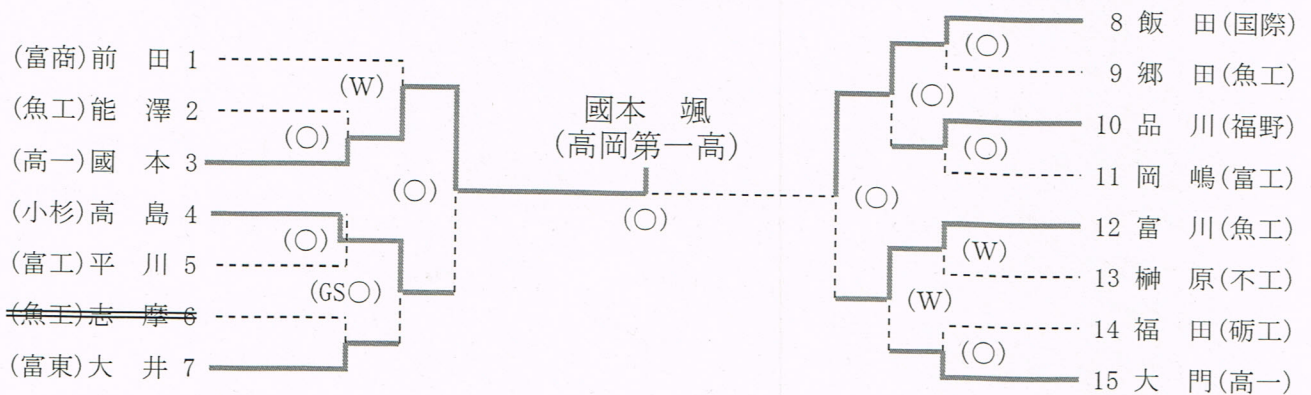 (富商)前　田 1
(W)
(魚工)能　澤 2
(○)
(高一)國　本 3
(○)
(小杉)高　島 4
(○)
(富工)平　川 5
(GS○)
(魚工)志　摩 6
(富東)大　井 7
國本　颯
(高岡第一高)
(○)
8 飯　田(国際)
(○)
9 郷　田(魚工)
(○)
10 品　川(福野)
(○)
11 岡　嶋(富工)
(○)
12 富　川(魚工)
(W)
13 榊　原(不工)
(W)
14 福　田(砺工)
(○)
15 大　門(高一)